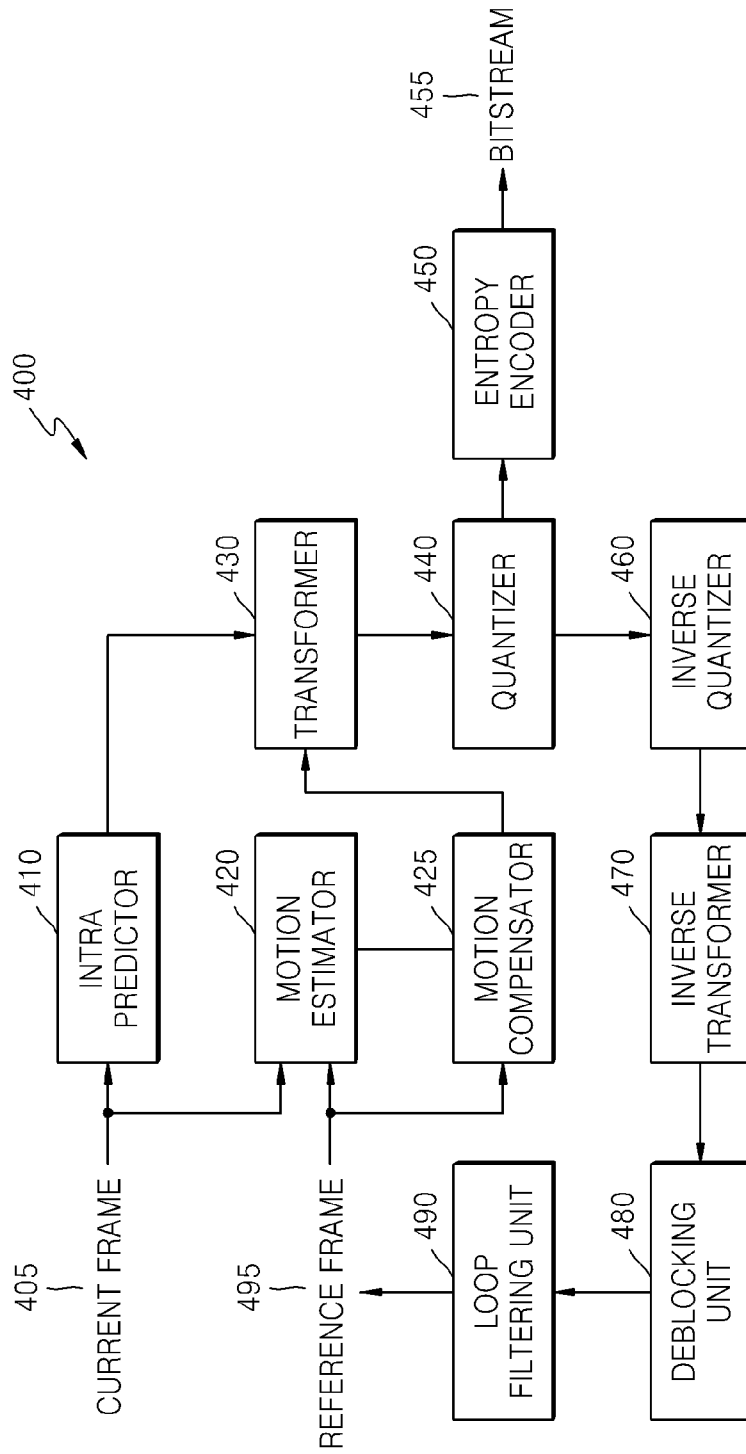 400
405
CURRENT FRAME
410
INTRA
PREDICTOR
495
REFERENCE FRAME
420
MOTION
ESTIMATOR
430
TRANSFORMER
490
LOOP
FILTERING UNIT
425
MOTION
COMPENSATOR
440
QUANTIZER
450
ENTROPY
ENCODER
455
BITSTREAM
480
DEBLOCKING
UNIT
470
INVERSE
TRANSFORMER
460
INVERSE
QUANTIZER